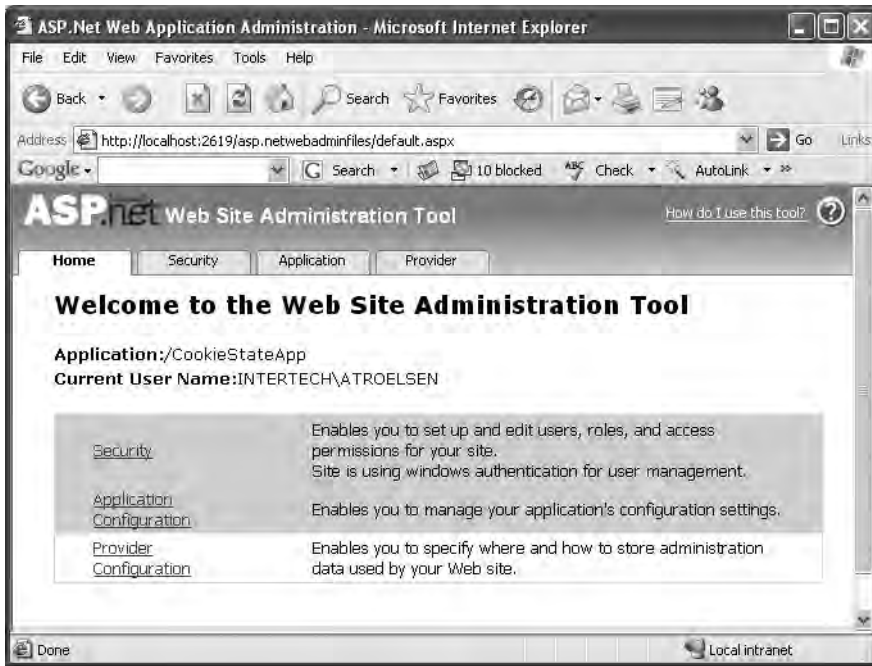 ASP.Net Web Application Administration - Microsoft Internet Explorer
File Edit View Favorites Tools Help
Back Search Favorites
Address http://localhost:2619/asp.netwebadminfiles/default.aspx Go Links
Google Search 10 blocked ABC Check AutoLink »
ASP.net Web Site Administration Tool How do I use this tool? ?
Home Security Application Provider
Welcome to the Web Site Administration Tool
Application:/CookieStateApp
Current User Name:INTERTECH\ATROELSEN
Security
Enables you to set up and edit users, roles, and access
permissions for your site.
Site is using windows authentication for user management.
Application
Configuration
Enables you to manage your application's configuration settings.
Provider
Configuration
Enables you to specify where and how to store administration
data used by your Web site.
Done Local intranet